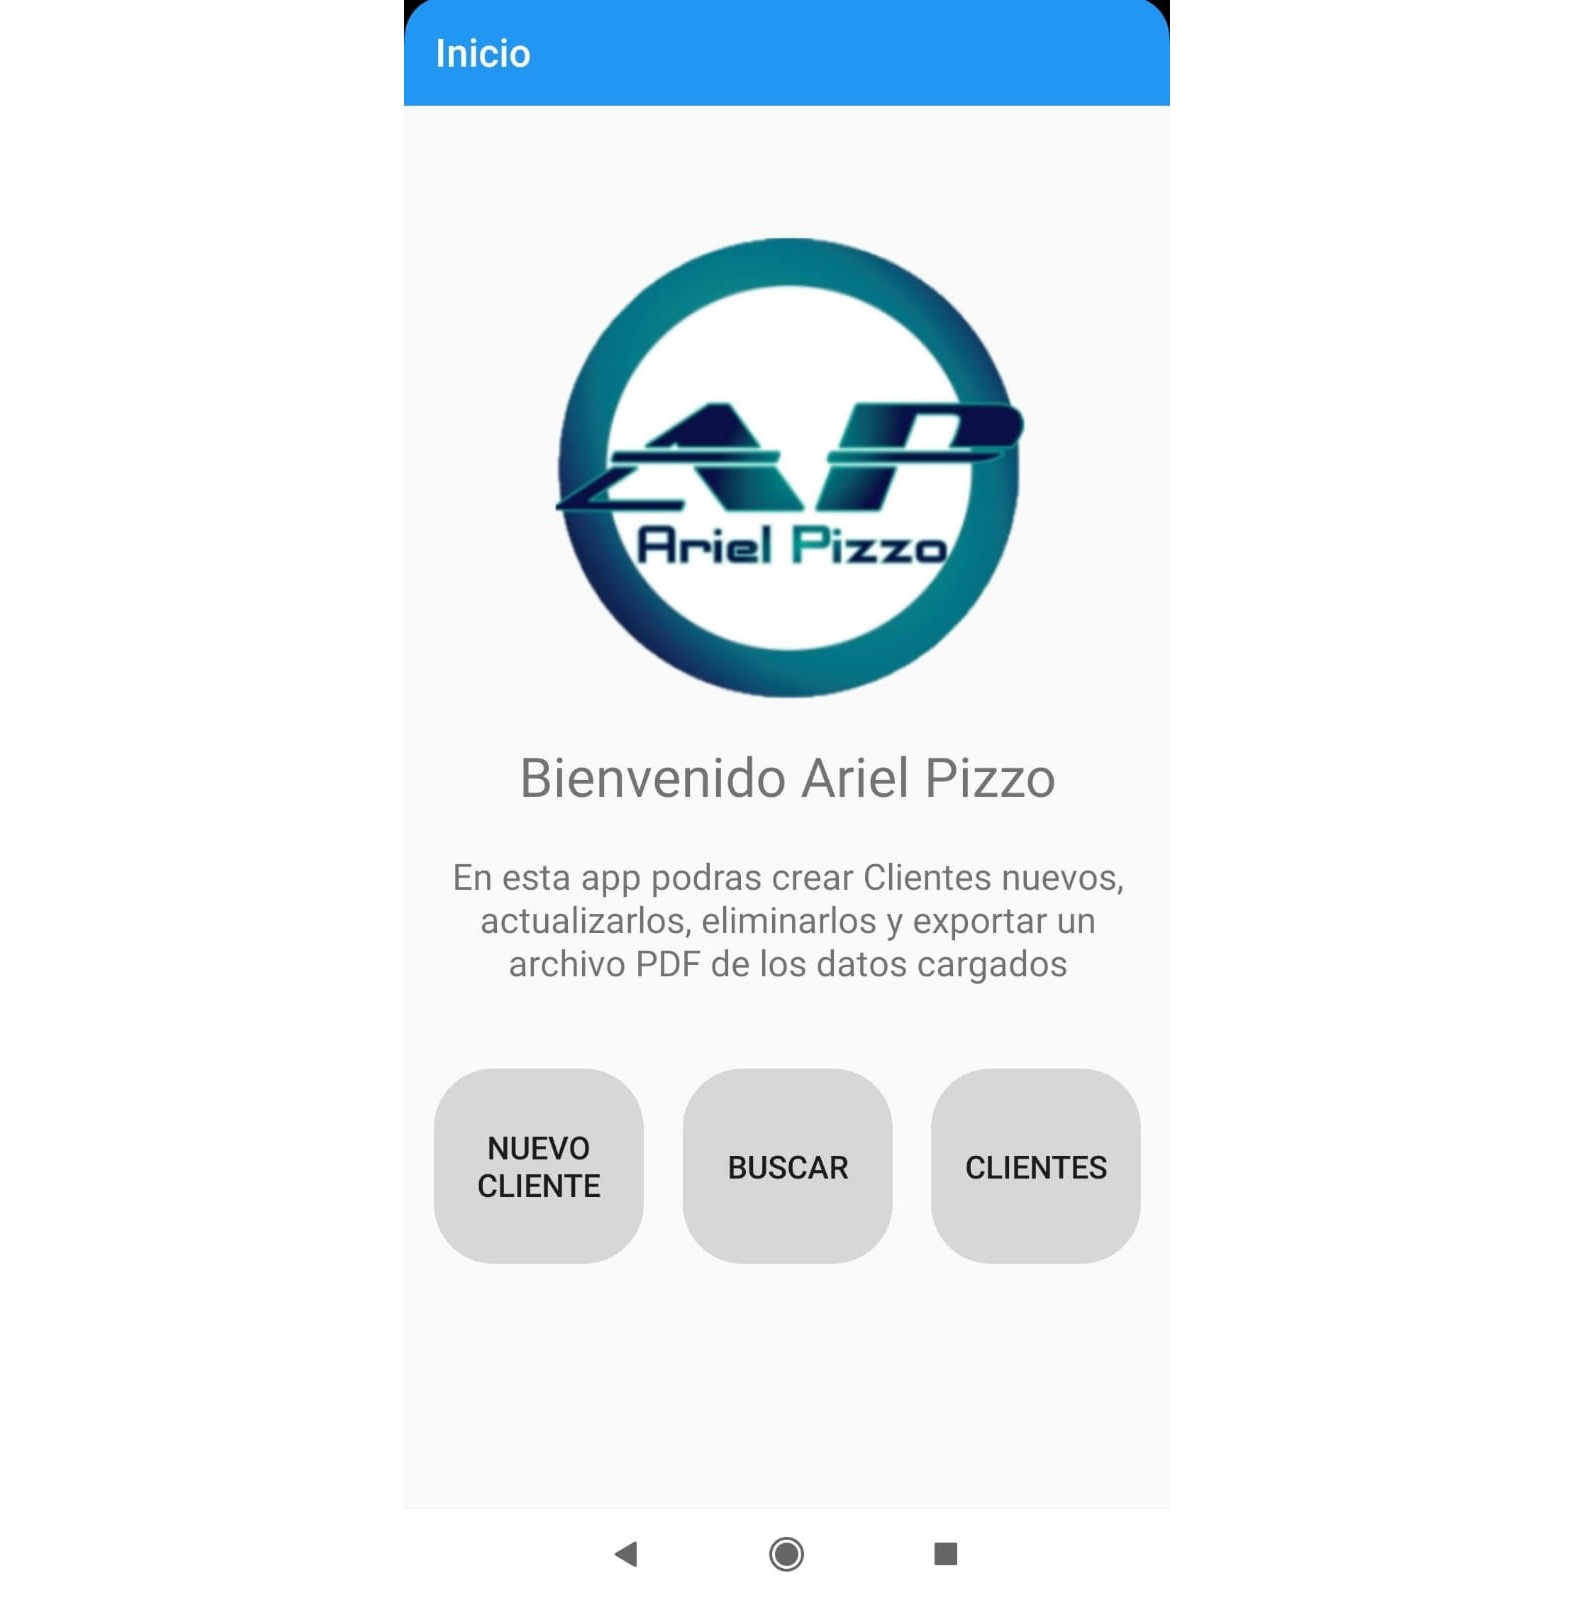 Inicio
AP
Ariel Pizzo
Bienvenido Ariel Pizzo
En esta app podras crear Clientes nuevos,
actualizarlos, eliminarlos y exportar un
archivo PDF de los datos cargados
NUEVO
CLIENTE
BUSCAR
CLIENTES